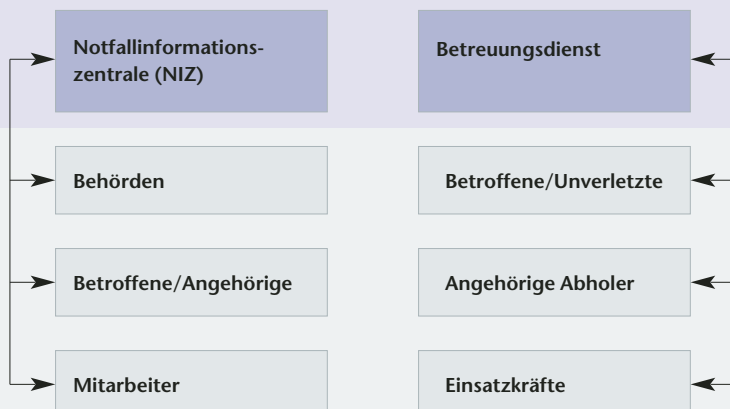 Notfallinformations-
zentrale (NIZ)
Betreuungsdienst
Behörden
Betroffene/Unverletzte
Betroffene/Angehörige
Angehörige Abholer
Mitarbeiter
Einsatzkräfte